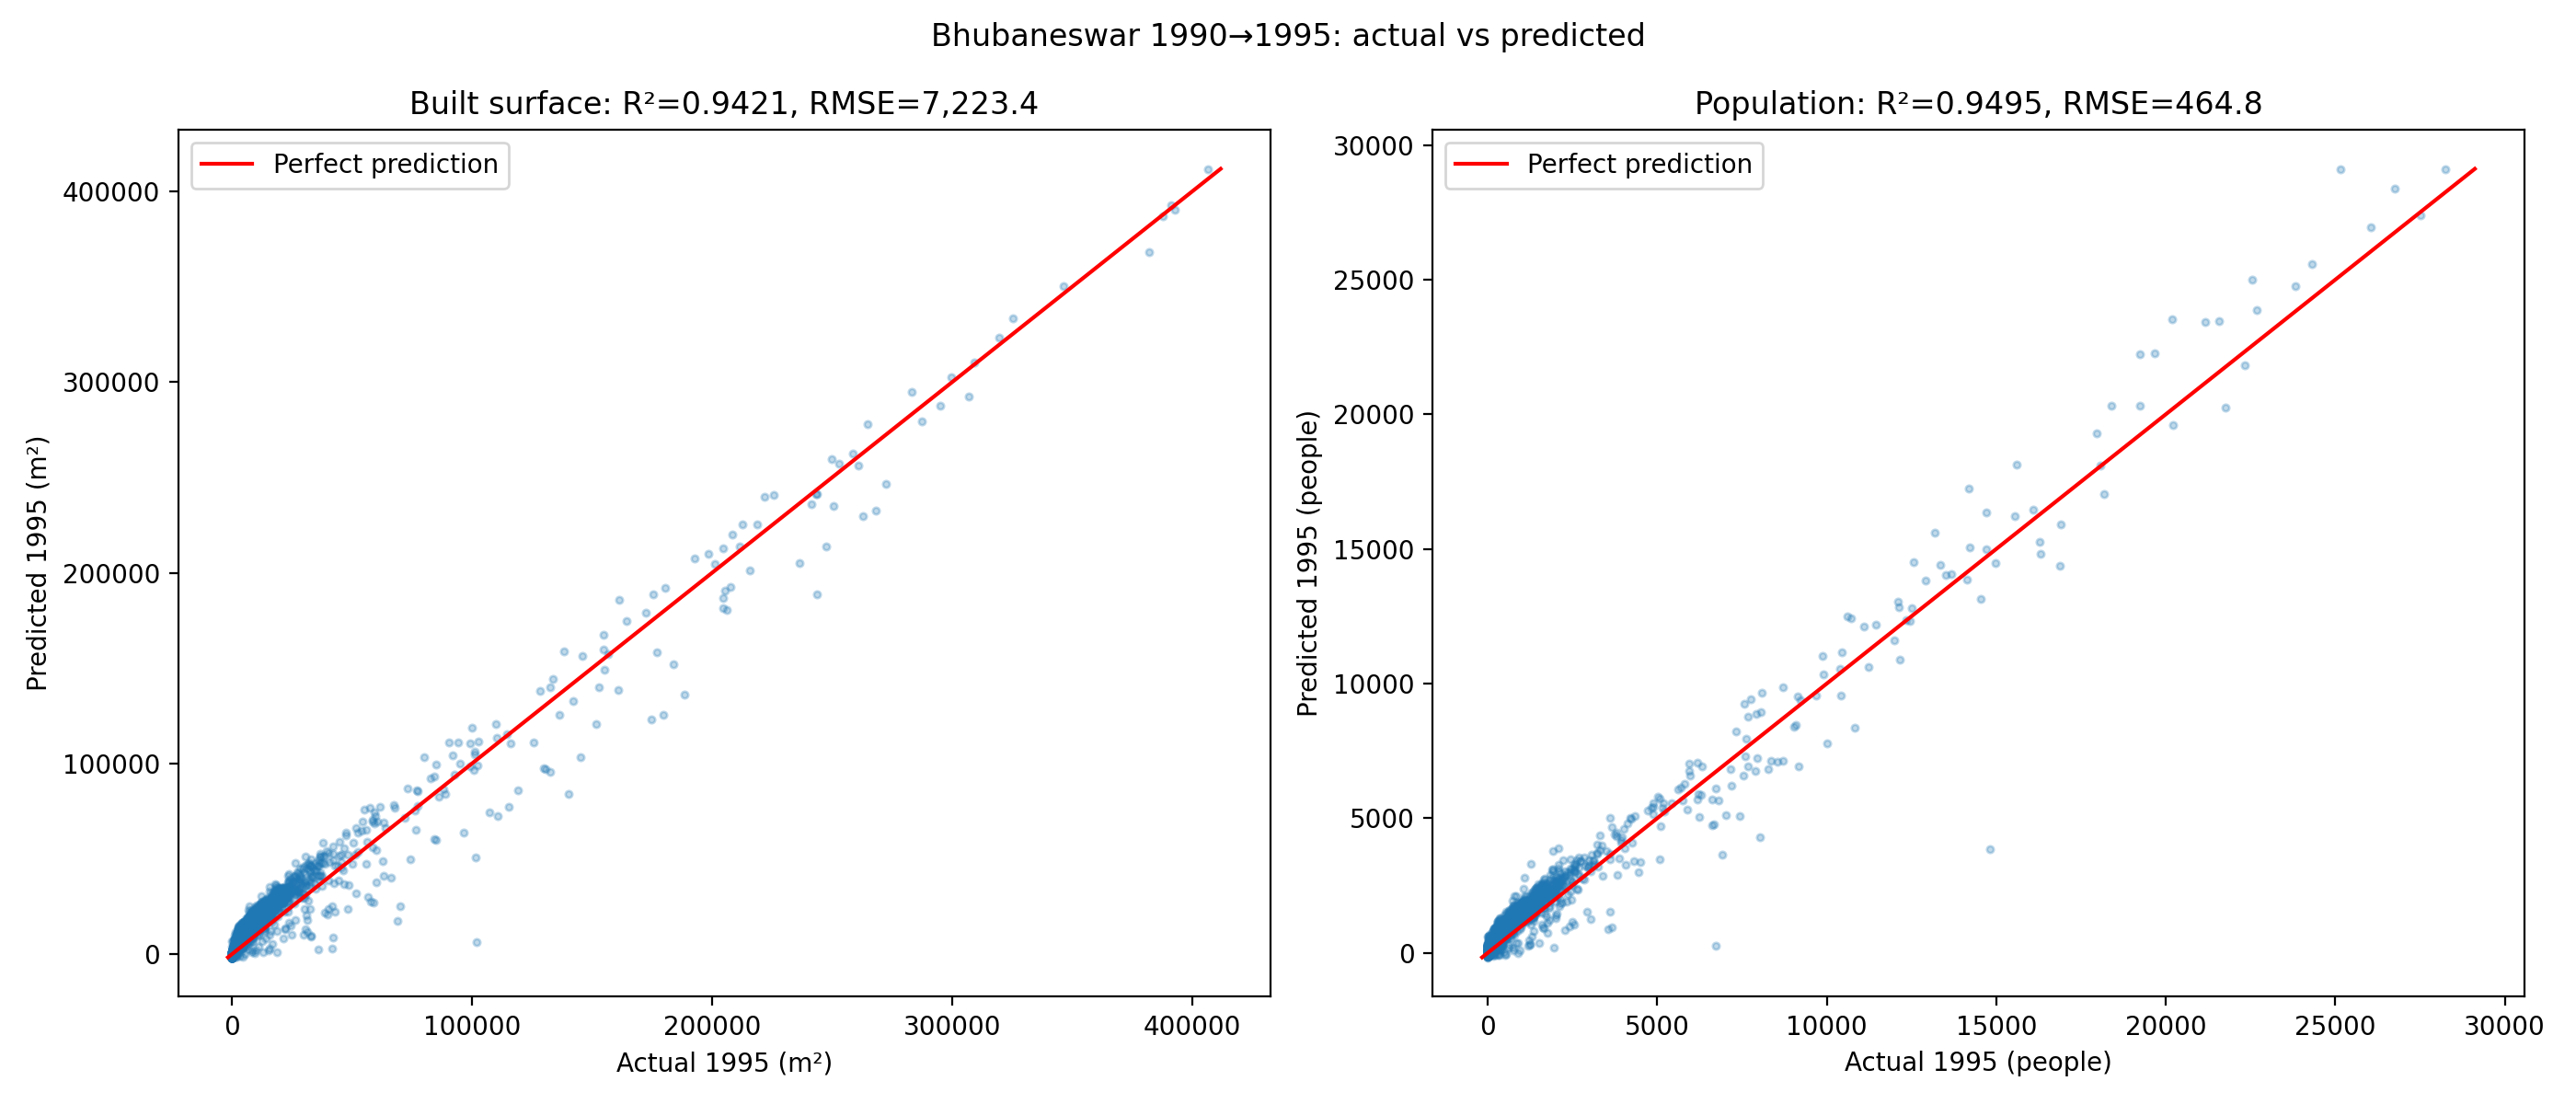 Bhubaneswar 1990→1995: actual vs predicted
Built surface: R²=0.9421, RMSE=7,223.4
Perfect prediction
400000
300000
200000
100000
0
Predicted 1995 (m²)
0
100000
200000
300000
400000
Actual 1995 (m²)
Population: R²=0.9495, RMSE=464.8
Perfect prediction
30000
25000
20000
15000
10000
5000
0
Predicted 1995 (people)
0
5000
10000
15000
20000
25000
30000
Actual 1995 (people)